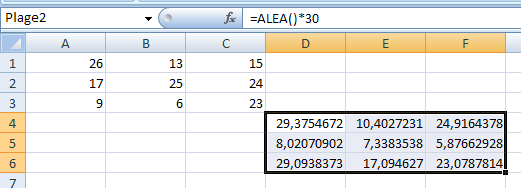 Plage2 fx =ALEA()*30
A B C D E F
1 26 13 15
2 17 25 24
3 9 6 23
4 29,3754672 10,4027231 24,9164378
5 8,02070902 7,3383538 5,87662928
6 29,0938373 17,094627 23,0787814
7